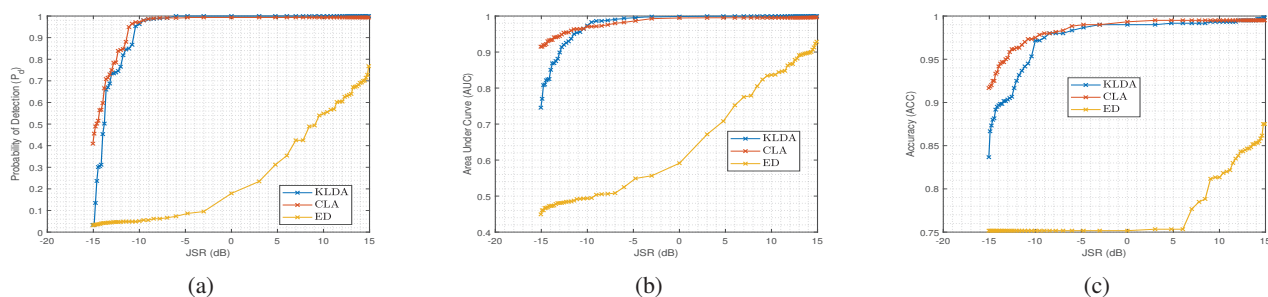 1
0.9
0.8
0.7
0.6
0.5
0.4
0.3
0.2
0.1
0
Probability of Detection (P_d)
-20 -15 -10 -5 0 5 10 15
JSR (dB)
KLDA
CLA
ED
(a)
1
0.9
0.8
0.7
0.6
0.5
0.4
Area Under Curve (AUC)
-20 -15 -10 -5 0 5 10 15
JSR (dB)
KLDA
CLA
ED
(b)
1
0.95
0.9
0.85
0.8
0.75
Accuracy (ACC)
-20 -15 -10 -5 0 5 10 15
JSR (dB)
KLDA
CLA
ED
(c)